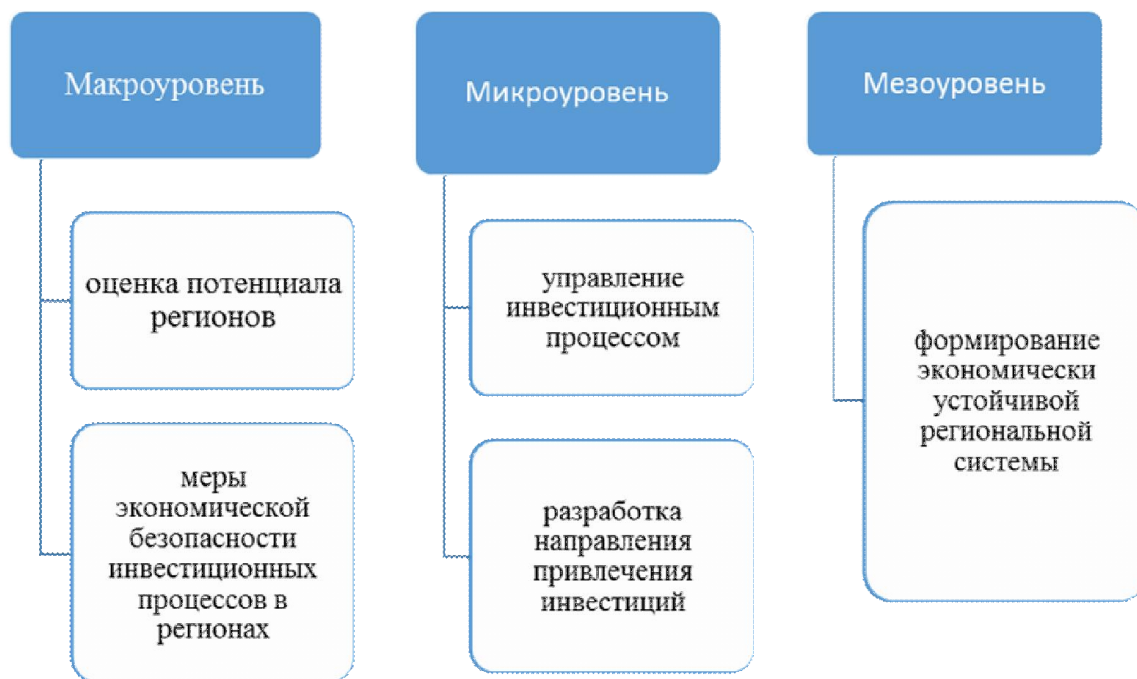 Макроуровень
оценка потенциала
регионов
меры
экономической
безопасности
инвестиционных
процессов в
регионах
Микроуровень
управление
инвестиционным
процессом
разработка
направления
привлечения
инвестиций
Мезоуровень
формирование
экономически
устойчивой
региональной
системы